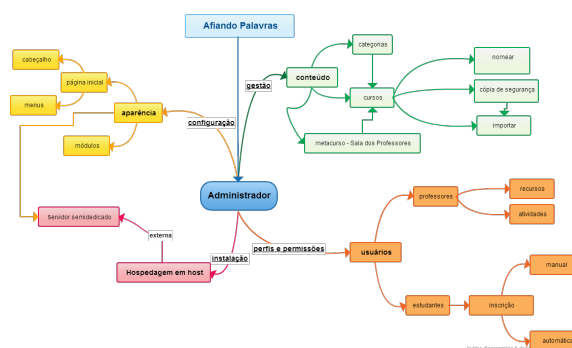 Afiando Palavras
cabeçalho
página inicial
menus
aparência
módulos
configuração
gestão
conteúdo
categorias
cursos
metacurso - Sala dos Professores
nomear
cópia de segurança
importar
Administrador
Servidor semidedicado
externa
Hospedagem em host
instalação
perfis e permissões
usuários
professores
recursos
atividades
estudantes
inscrição
manual
automática